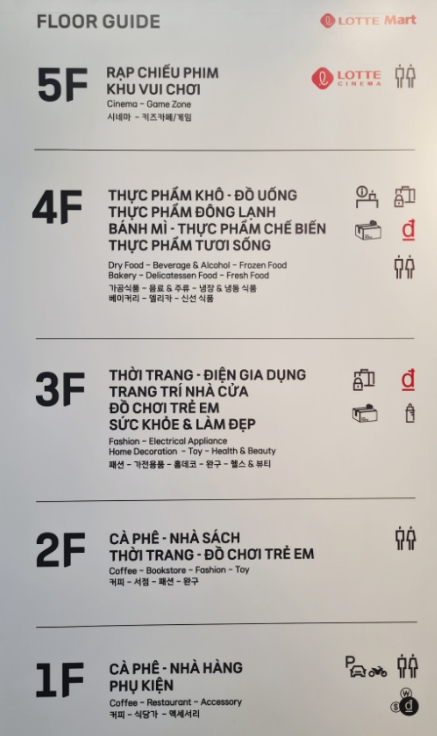 FLOOR GUIDE
LOTTE Mart
5F
RẠP CHIẾU PHIM
KHU VUI CHƠI
Cinema - Game Zone
시네마 - 키즈카페/게임
LOTTE
CINEMA
4F
THỰC PHẨM KHÔ - ĐỒ UỐNG
THỰC PHẨM ĐÔNG LẠNH
BÁNH MÌ - THỰC PHẨM CHẾ BIẾN
THỰC PHẨM TƯƠI SỐNG
Dry Food - Beverage & Alcohol - Frozen Food
Bakery - Delicatessen Food - Fresh Food
가공식품 - 음료 & 주류 - 냉장 & 냉동 식품
베이커리 - 델리카 - 신선 식품
đ
3F
THỜI TRANG - ĐIỆN GIA DỤNG
TRANG TRÍ NHÀ CỬA
ĐỒ CHƠI TRẺ EM
SỨC KHỎE & LÀM ĐẸP
Fashion - Electrical Appliance
Home Decoration - Toy - Health & Beauty
패션 - 가전용품 - 홈데코 - 완구 - 헬스 & 뷰티
đ
2F
CÀ PHÊ - NHÀ SÁCH
THỜI TRANG - ĐỒ CHƠI TRẺ EM
Coffee - Bookstore - Fashion - Toy
커피 - 서점 - 패션 - 완구
1F
CÀ PHÊ - NHÀ HÀNG
PHỤ KIỆN
Coffee - Restaurant - Accessory
커피 - 식당가 - 액세서리
P
W
$ đ